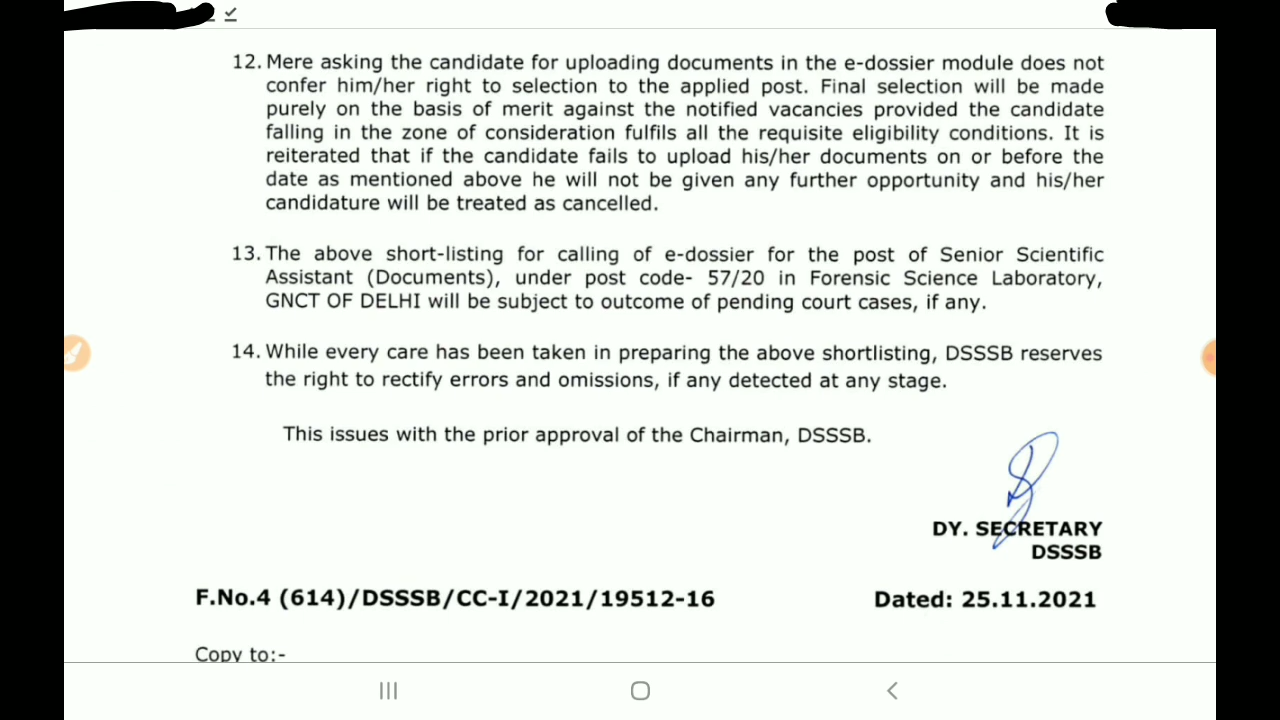 12. Mere asking the candidate for uploading documents in the e-dossier module does not
confer him/her right to selection to the applied post. Final selection will be made
purely on the basis of merit against the notified vacancies provided the candidate
falling in the zone of consideration fulfils all the requisite eligibility conditions. It is
reiterated that if the candidate fails to upload his/her documents on or before the
date as mentioned above he will not be given any further opportunity and his/her
candidature will be treated as cancelled.
13. The above short-listing for calling of e-dossier for the post of Senior Scientific
Assistant (Documents), under post code- 57/20 in Forensic Science Laboratory,
GNCT OF DELHI will be subject to outcome of pending court cases, if any.
14. While every care has been taken in preparing the above shortlisting, DSSSB reserves
the right to rectify errors and omissions, if any detected at any stage.
This issues with the prior approval of the Chairman, DSSSB.
DY. SECRETARY
DSSSB
F.No.4 (614)/DSSSB/CC-I/2021/19512-16 Dated: 25.11.2021
Copy to:-